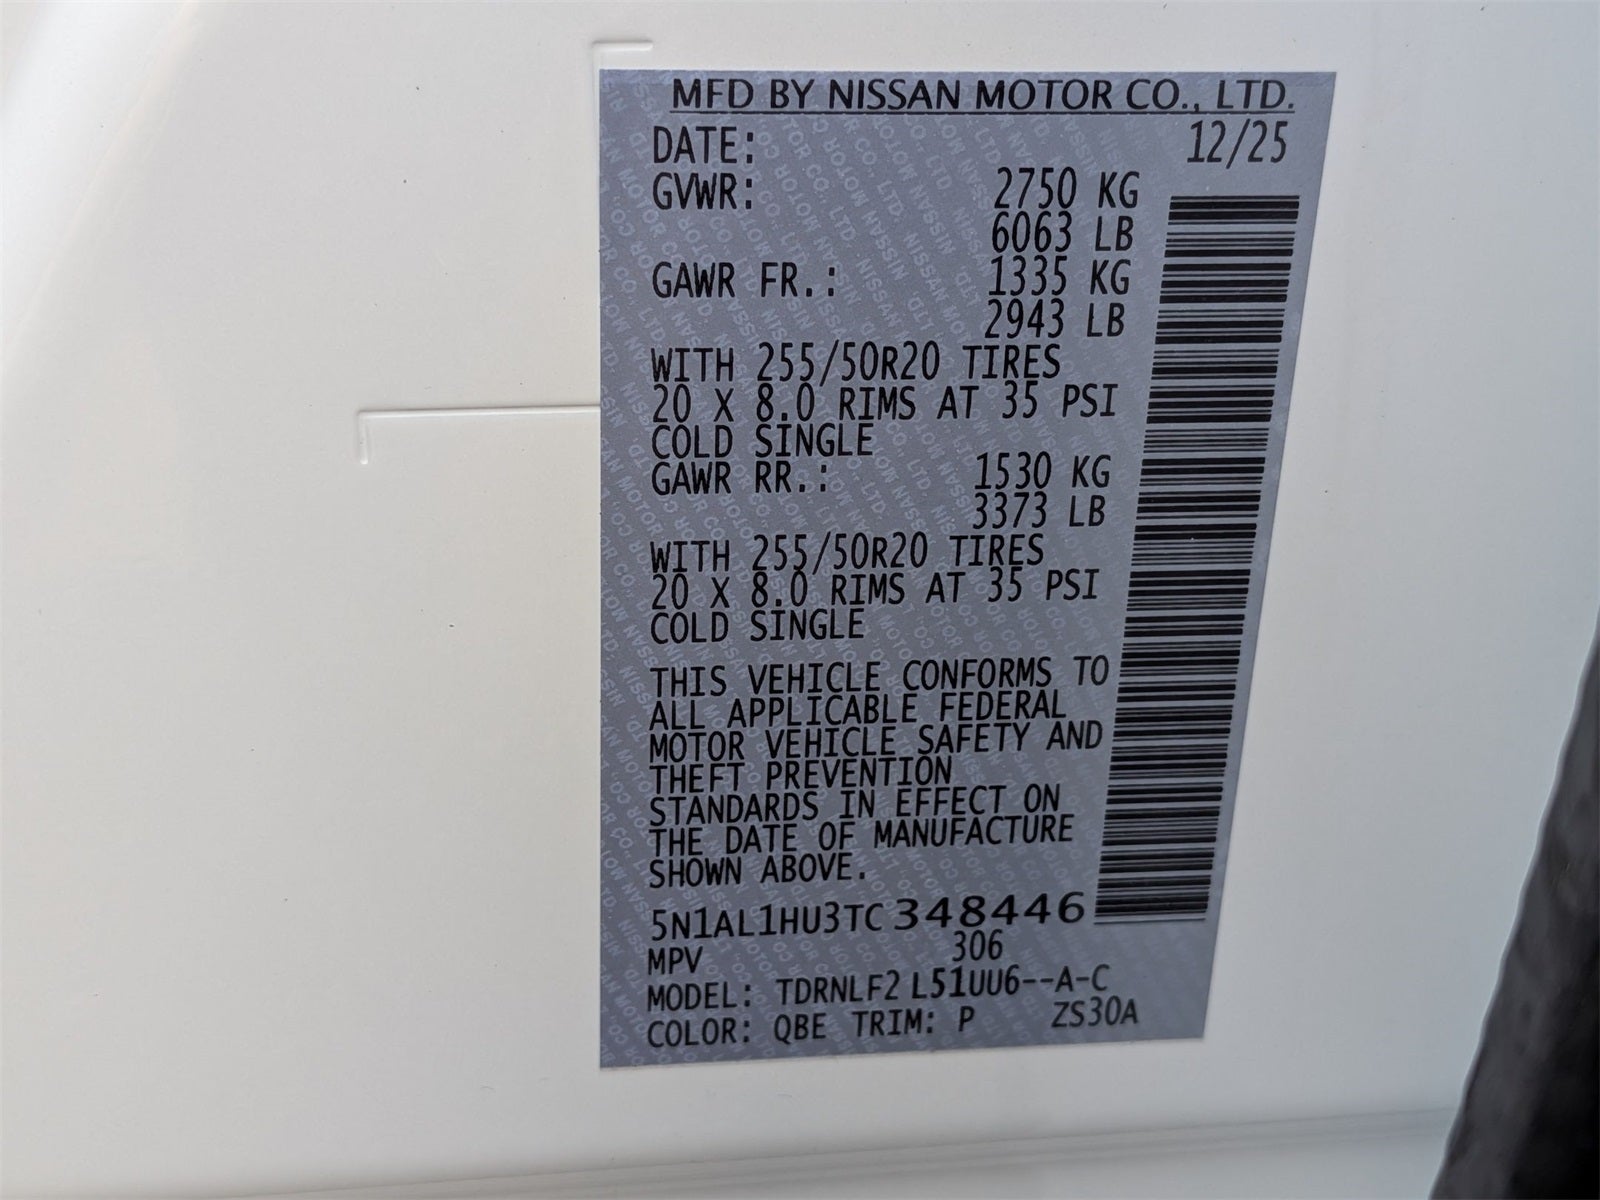 MFD BY NISSAN MOTOR CO., LTD.
DATE: 12/25
GVWR: 2750 KG
6063 LB
GAWR FR.: 1335 KG
2943 LB
WITH 255/50R20 TIRES
20 X 8.0 RIMS AT 35 PSI
COLD SINGLE
GAWR RR.: 1530 KG
3373 LB
WITH 255/50R20 TIRES
20 X 8.0 RIMS AT 35 PSI
COLD SINGLE
THIS VEHICLE CONFORMS TO
ALL APPLICABLE FEDERAL
MOTOR VEHICLE SAFETY AND
THEFT PREVENTION
STANDARDS IN EFFECT ON
THE DATE OF MANUFACTURE
SHOWN ABOVE.
5N1AL1HU3TC348446
MPV 306
MODEL: TDRNLF2 L51UU6--A-C
COLOR: QBE TRIM: P ZS30A